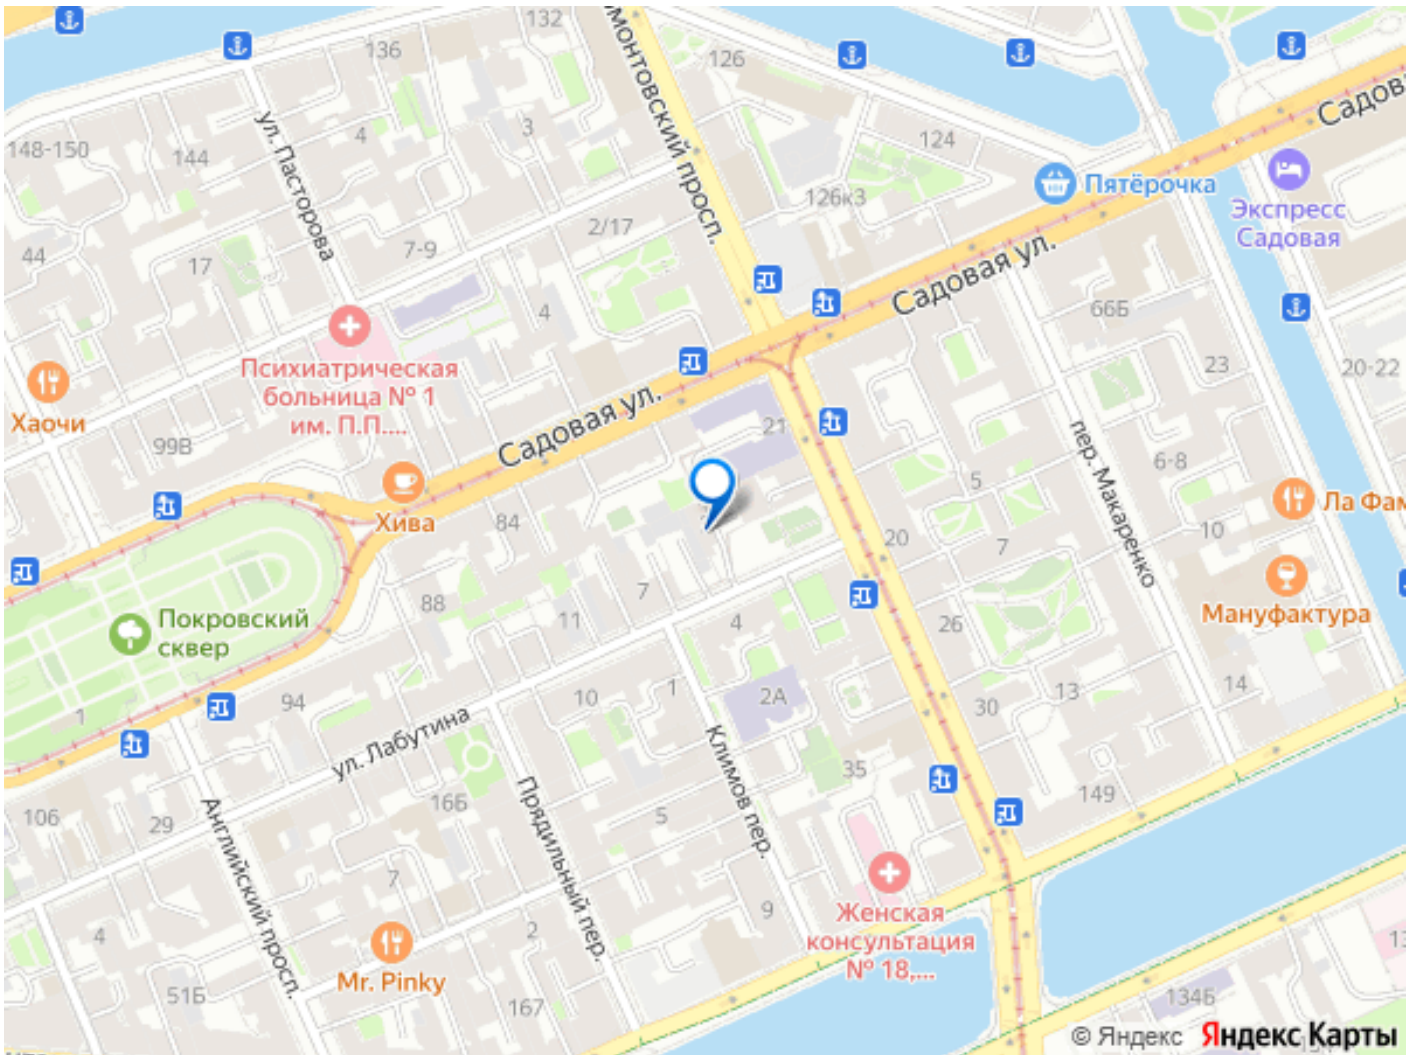 132
136
126
148-150
144
4
3
124
ул. Пасторова
монтовский просп.
Садов
Пятёрочка
126к3
Экспресс
Садовая
2/17
44
17
7-9
4
Садовая ул.
66Б
Психиатрическая
больница № 1
им. П.П....
23
20-22
Хаочи
99В
Садовая ул.
21
пер. Макаренко
6-8
5
Хива
84
Ла Фам
10
20
7
Мануфактура
7
88
11
4
26
Покровский
сквер
1
94
10
1
2А
13
14
30
ул. Лабутина
Климов пер.
35
149
106
29
16Б
5
Английский просп.
Прядильный пер.
7
Женская
консультация
№ 18,...
9
4
2
Mr. Pinky
51Б
167
13
134Б
© Яндекс Яндекс Карты